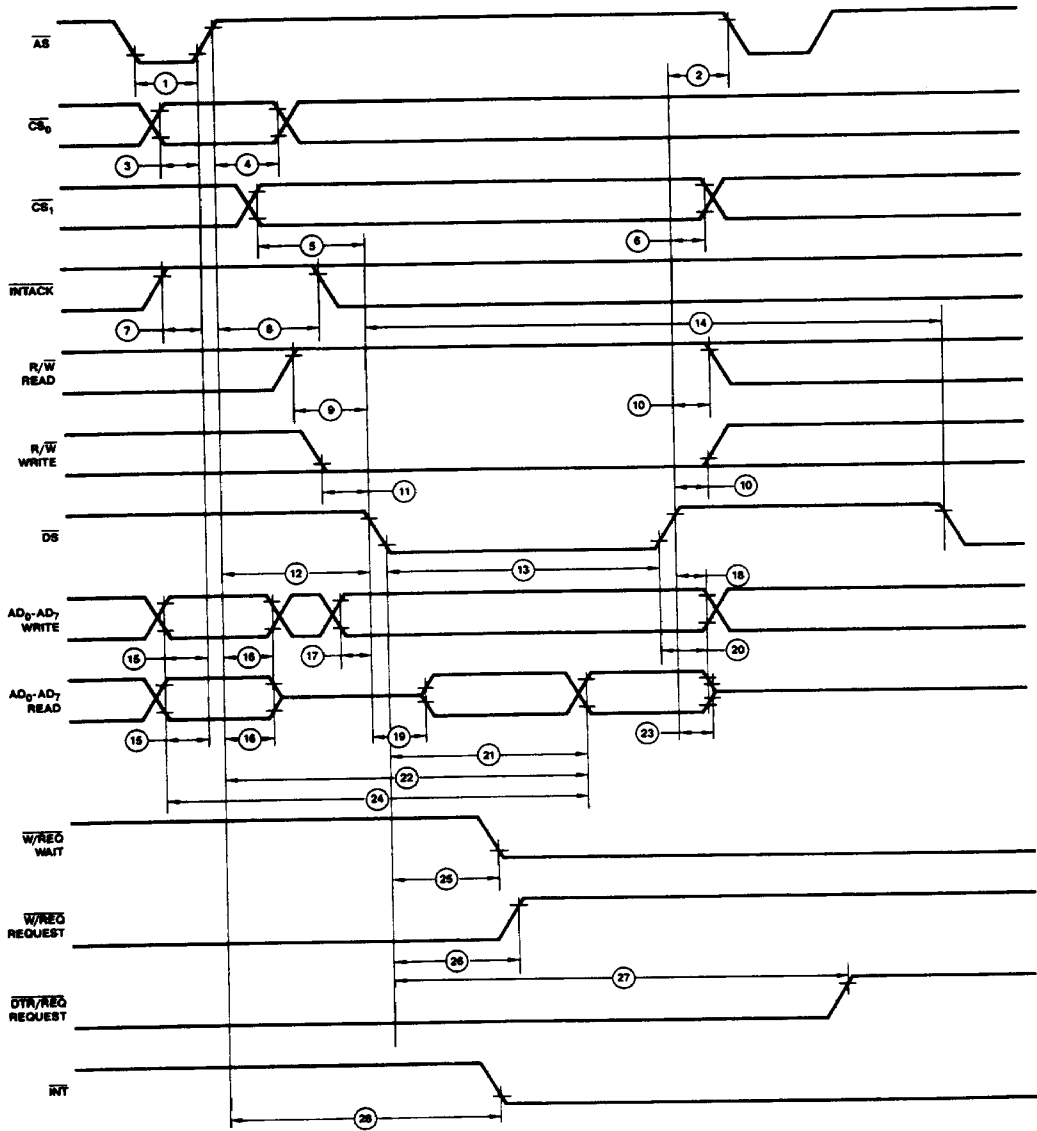 AS
1
2
CS0
3
4
CS1
5
6
INTACK
7
8
14
R/W
READ
9
10
R/W
WRITE
11
10
DS
12
13
18
AD0-AD7
WRITE
15
16
17
20
AD0-AD7
READ
15
16
19
23
21
22
24
W/REQ
WAIT
25
W/REQ
REQUEST
26
27
DTR/REQ
REQUEST
INT
28